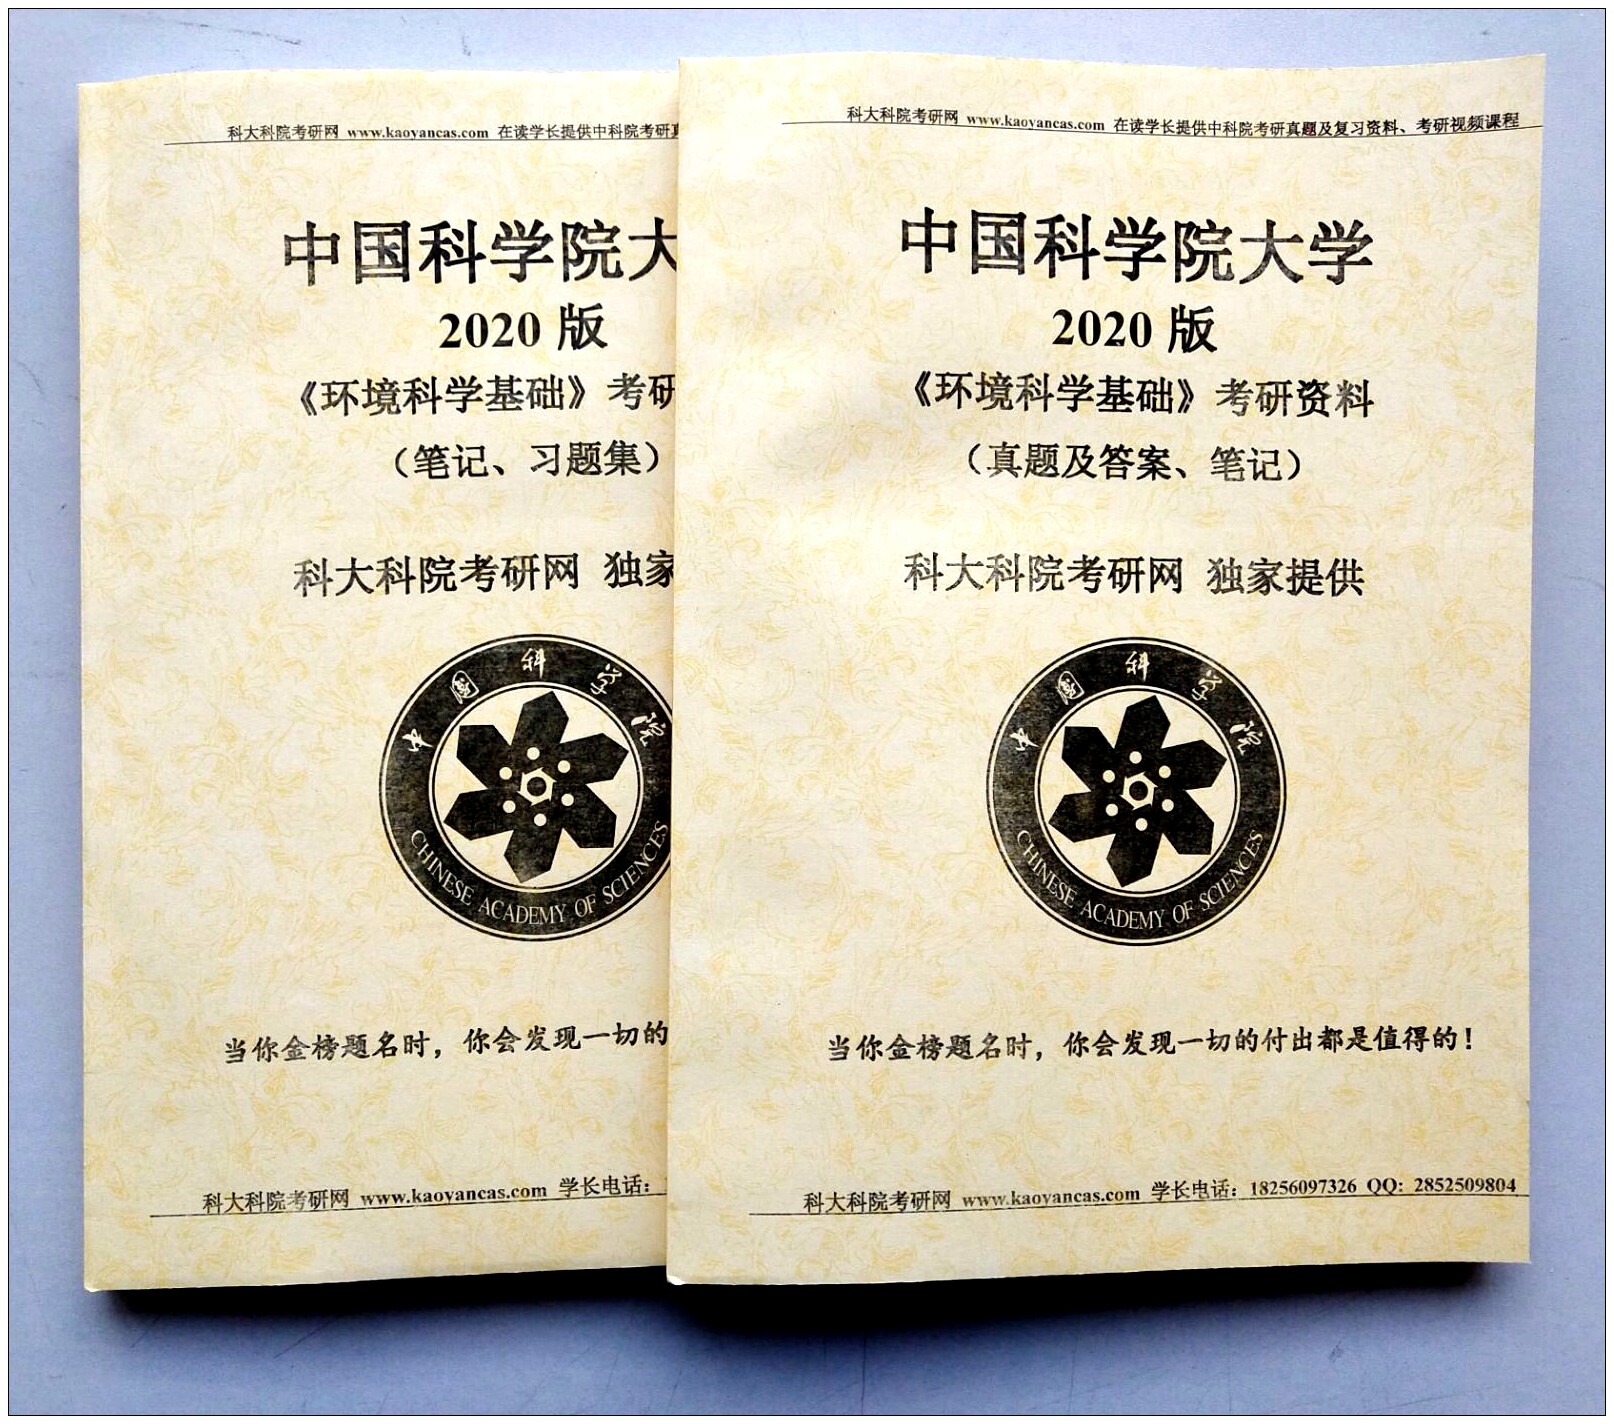 科大科院考研网 www.kaoyancas.com 在读学长提供中科院考研真
中国科学院大
2020 版
《环境科学基础》考研
（笔记、习题集）
科大科院考研网 独家
中国科学院
CHINESE ACADEMY OF SCIENCES
当你金榜题名时，你会发现一切的
科大科院考研网 www.kaoyancas.com 学长电话：
科大科院考研网 www.kaoyancas.com 在读学长提供中科院考研真题及复习资料、考研视频课程
中国科学院大学
2020 版
《环境科学基础》考研资料
（真题及答案、笔记）
科大科院考研网 独家提供
中国科学院
CHINESE ACADEMY OF SCIENCES
当你金榜题名时，你会发现一切的付出都是值得的！
科大科院考研网 www.kaoyancas.com 学长电话：18256097326 QQ: 2852509804